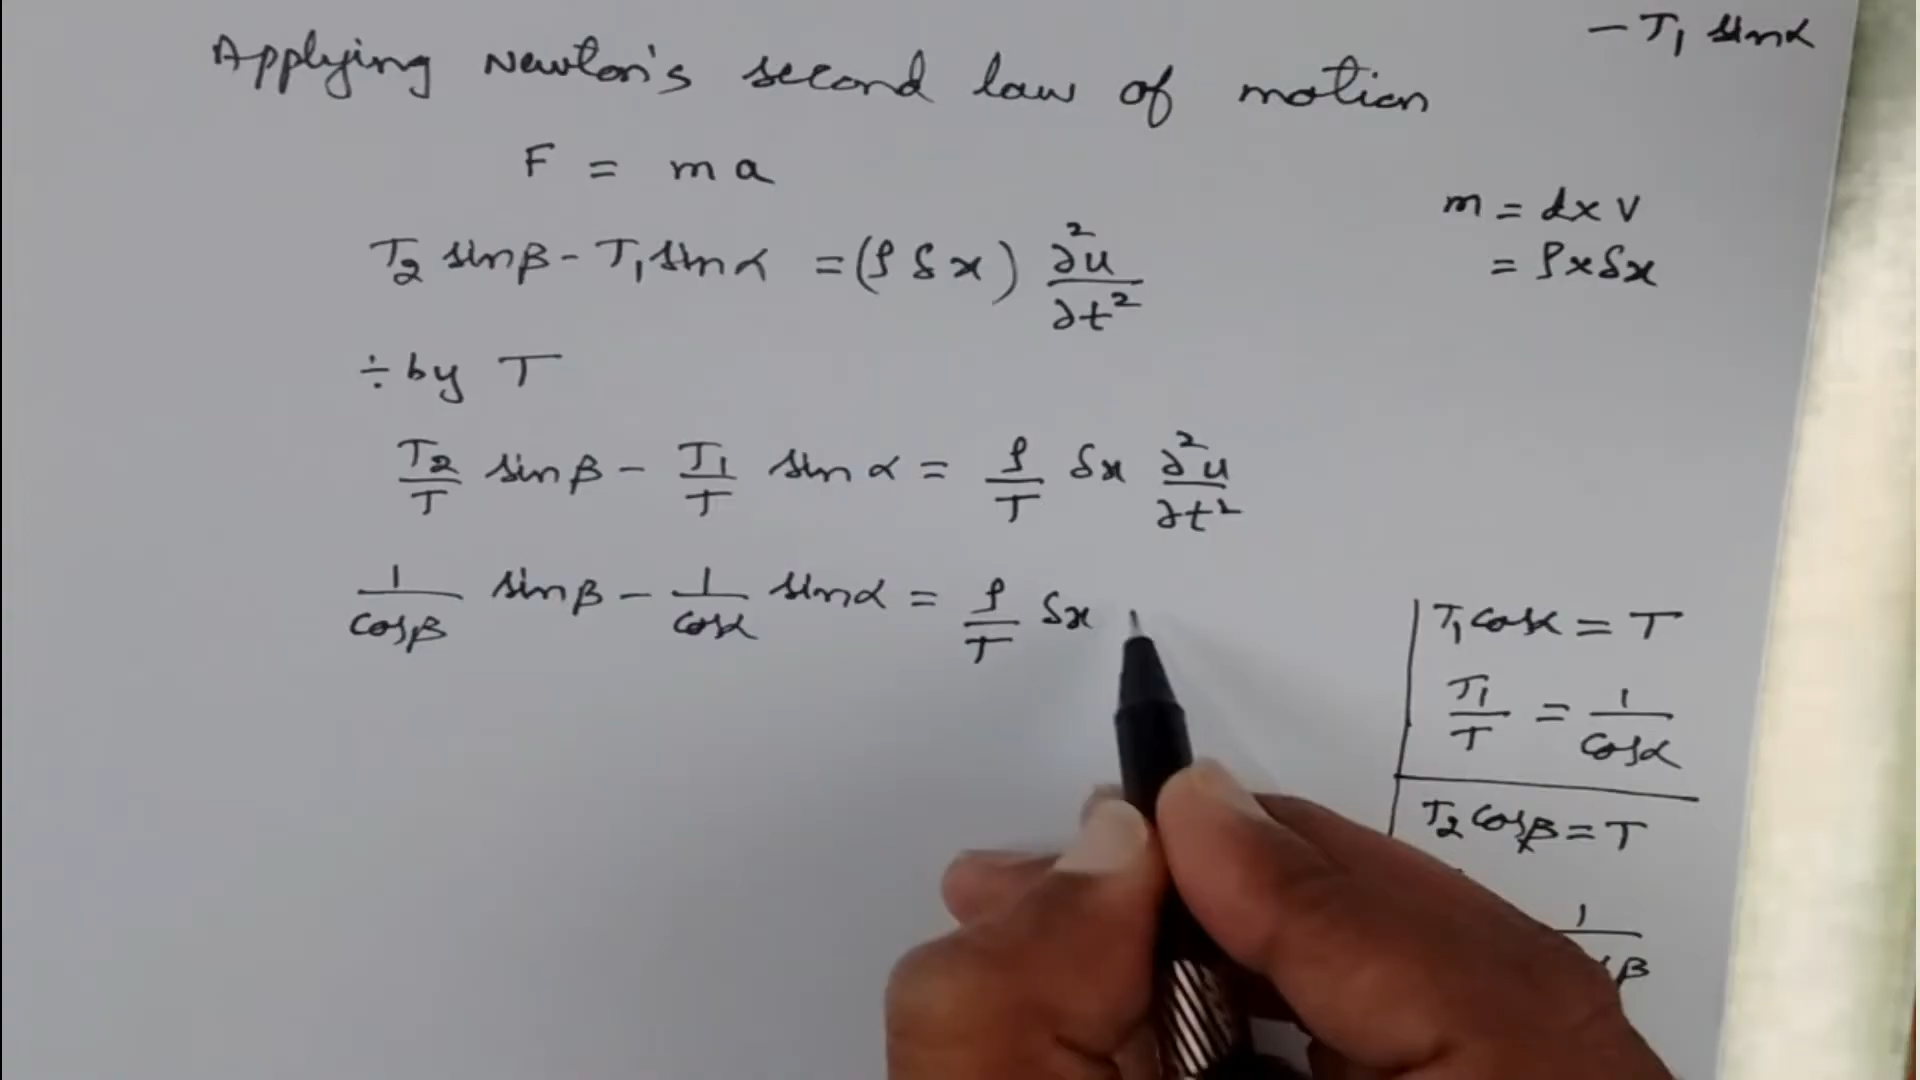 Applying Newton's second law of motion
- T₁ sinα
F = ma
m = d×V
= ρ×δx
T₂ sinβ - T₁ sinα = (ρ δx) ∂²u/∂t²
÷ by T
T₂/T sinβ - T₁/T sinα = ρ/T δx ∂²u/∂t²
1/cosβ sinβ - 1/cosα sinα = ρ/T δx
T₁ cosα = T
T₁/T = 1/cosα
T₂ cosβ = T
1
β